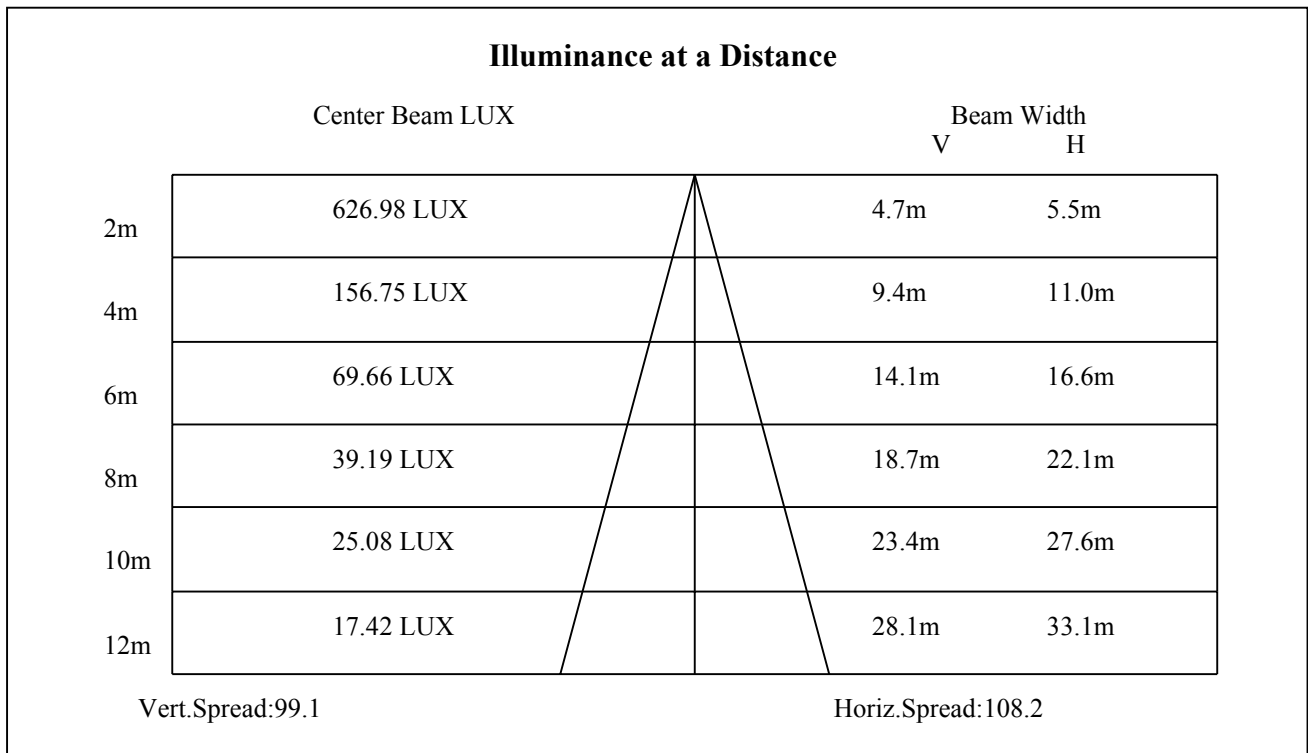 Illuminance at a Distance
Center Beam LUX Beam Width
V H
2m 626.98 LUX 4.7m 5.5m
4m 156.75 LUX 9.4m 11.0m
6m 69.66 LUX 14.1m 16.6m
8m 39.19 LUX 18.7m 22.1m
10m 25.08 LUX 23.4m 27.6m
12m 17.42 LUX 28.1m 33.1m
Vert.Spread:99.1 Horiz.Spread:108.2